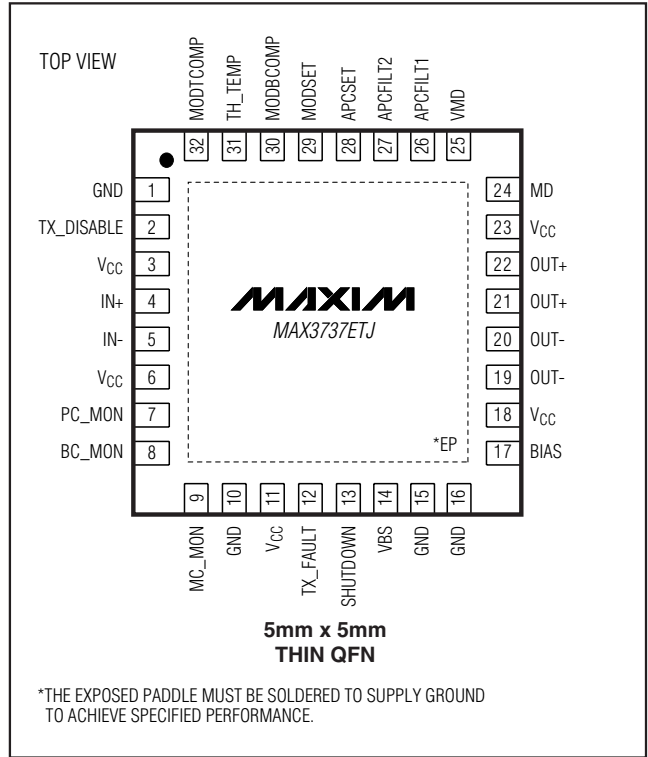 TOP VIEW
MODTCOMP
TH_TEMP
MODBCOMP
MODSET
APCSET
APCFILT2
APCFILT1
VMD
32 31 30 29 28 27 26 25
GND 1
TX_DISABLE 2
VCC 3
IN+ 4
IN- 5
VCC 6
PC_MON 7
BC_MON 8
24 MD
23 VCC
22 OUT+
21 OUT+
20 OUT-
19 OUT-
18 VCC
17 BIAS
MAXIM
MAX3737ETJ
*EP
9 10 11 12 13 14 15 16
MC_MON
GND
VCC
TX_FAULT
SHUTDOWN
VBS
GND
GND
5mm x 5mm
THIN QFN
*THE EXPOSED PADDLE MUST BE SOLDERED TO SUPPLY GROUND
TO ACHIEVE SPECIFIED PERFORMANCE.